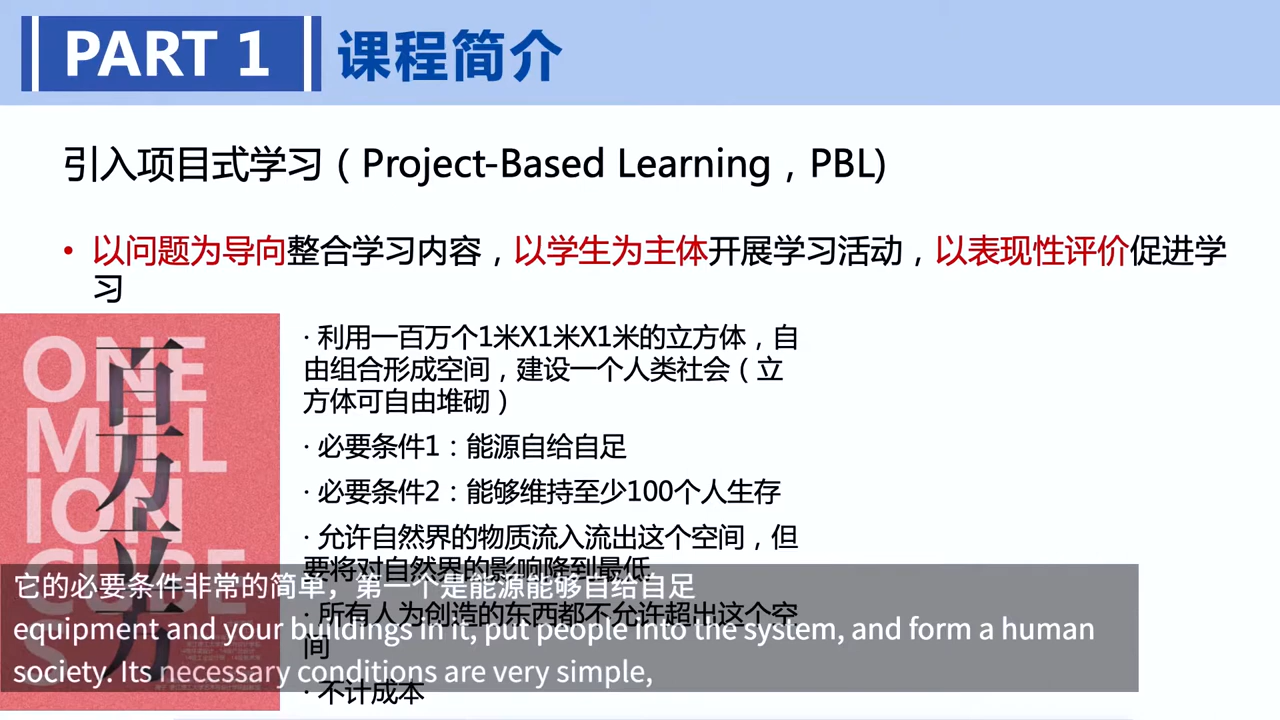 PART 1 课程简介
引入项目式学习（Project-Based Learning，PBL)
• 以问题为导向整合学习内容，以学生为主体开展学习活动，以表现性评价促进学
习
ONE
MILL
ION
CUBE
S
百万立方
· 利用一百万个1米X1米X1米的立方体，自
由组合形成空间，建设一个人类社会（立
方体可自由堆砌）
· 必要条件1：能源自给自足
· 必要条件2：能够维持至少100个人生存
· 允许自然界的物质流入流出这个空间，但
要将对自然界的影响降到最低
· 所有人为创造的东西都不允许超出这个空
间
· 不计成本
它的必要条件非常的简单，第一个是能源能够自给自足
equipment and your buildings in it, put people into the system, and form a human
society. Its necessary conditions are very simple,